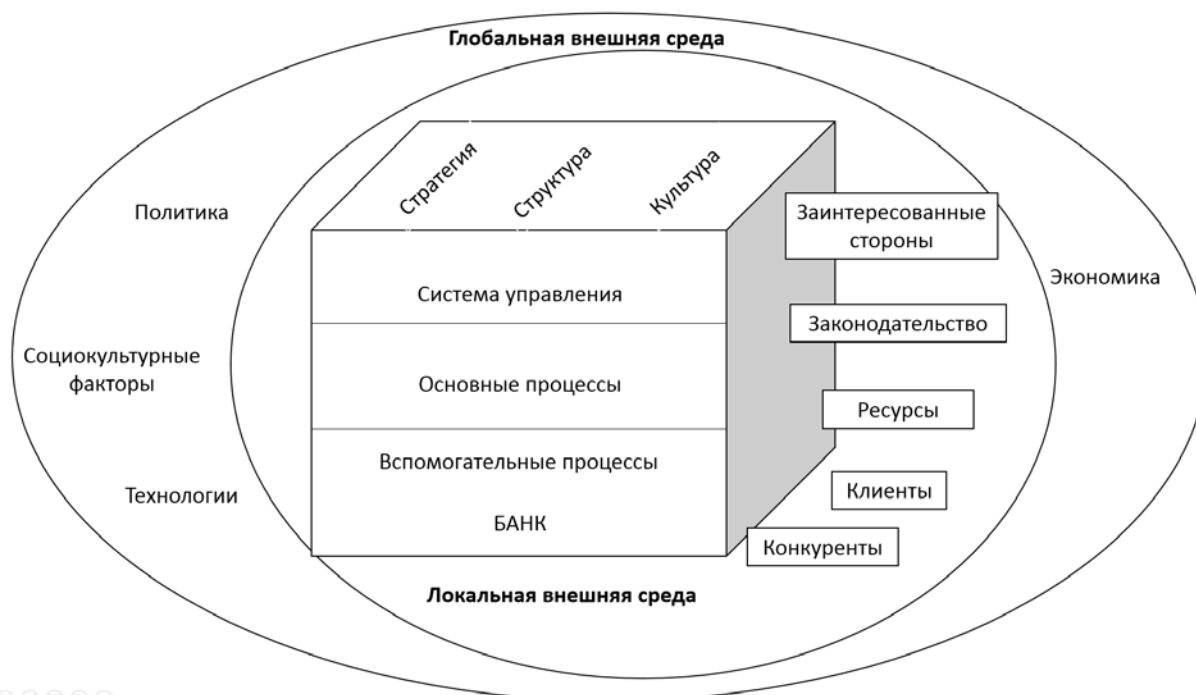 Глобальная внешняя среда
Политика
Социокультурные
факторы
Технологии
Стратегия
Структура
Культура
Система управления
Основные процессы
Вспомогательные процессы
БАНК
Заинтересованные
стороны
Законодательство
Ресурсы
Клиенты
Конкуренты
Экономика
Локальная внешняя среда